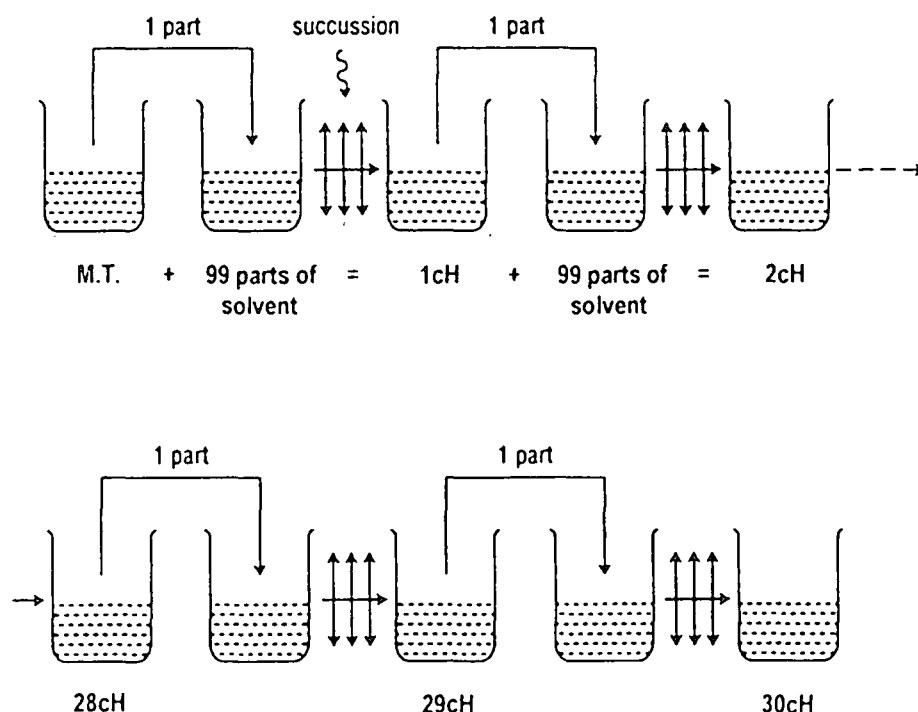 1 part succussion 1 part
M.T. + 99 parts of = 1cH + 99 parts of = 2cH
solvent solvent
1 part 1 part
28cH 29cH 30cH